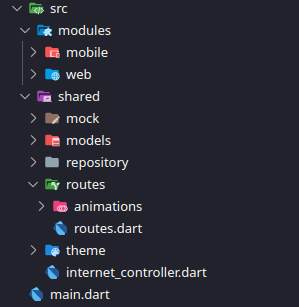 src
modules
mobile
web
shared
mock
models
repository
routes
animations
routes.dart
theme
internet_controller.dart
main.dart